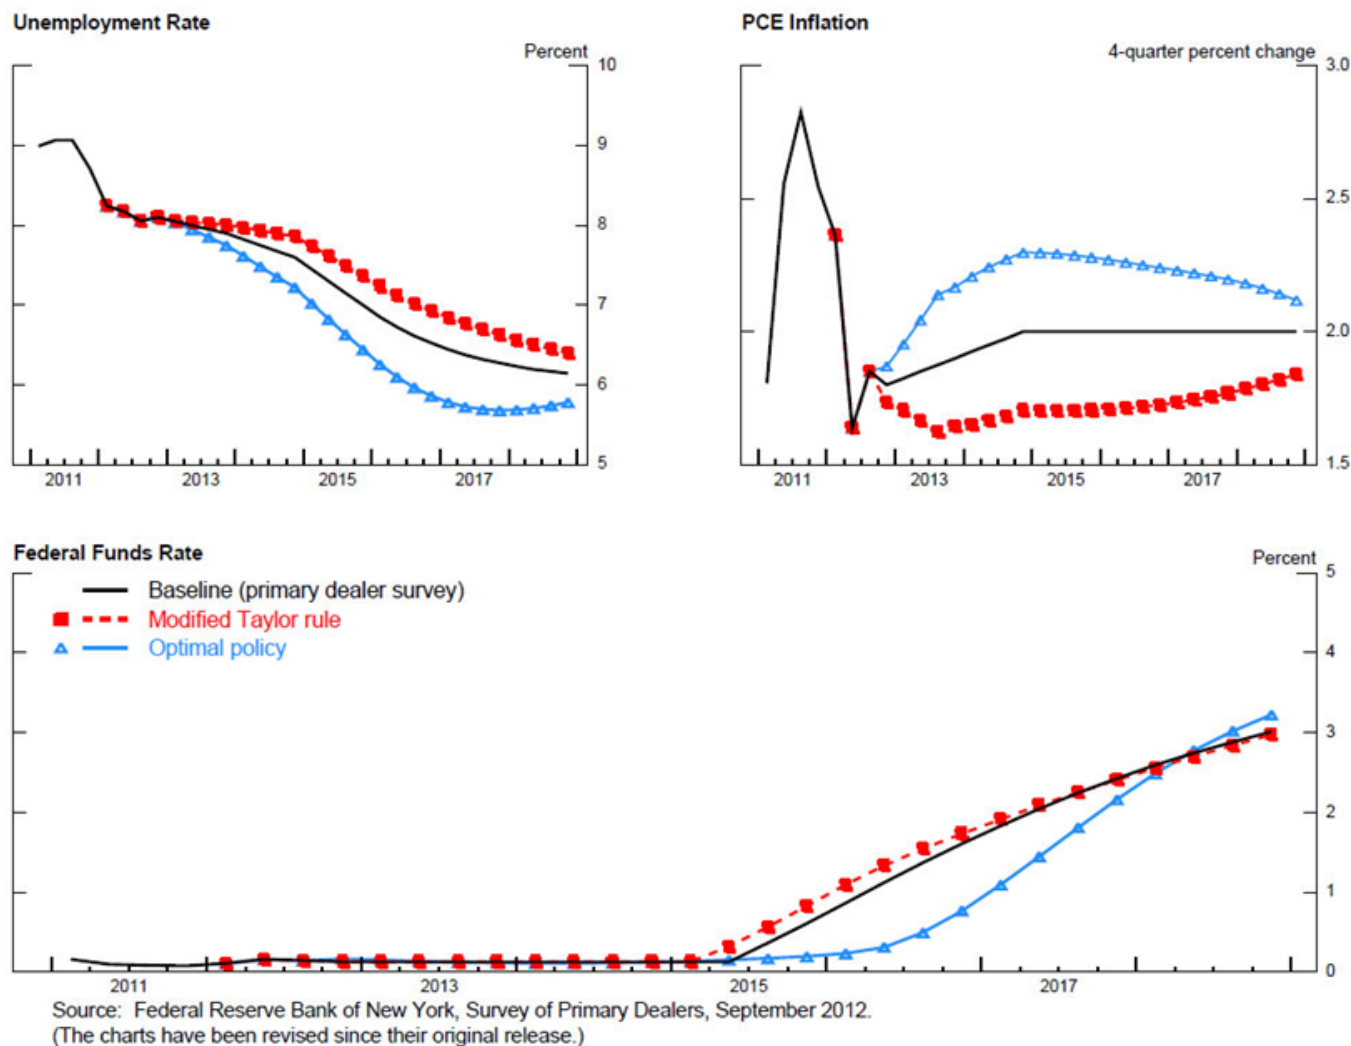 Unemployment Rate
Percent
10
9
8
7
6
5
2011 2013 2015 2017
PCE Inflation
4-quarter percent change
3.0
2.5
2.0
1.5
2011 2013 2015 2017
Federal Funds Rate
Percent
Baseline (primary dealer survey)
Modified Taylor rule
Optimal policy
5
4
3
2
1
0
2011 2013 2015 2017
Source: Federal Reserve Bank of New York, Survey of Primary Dealers, September 2012.
(The charts have been revised since their original release.)